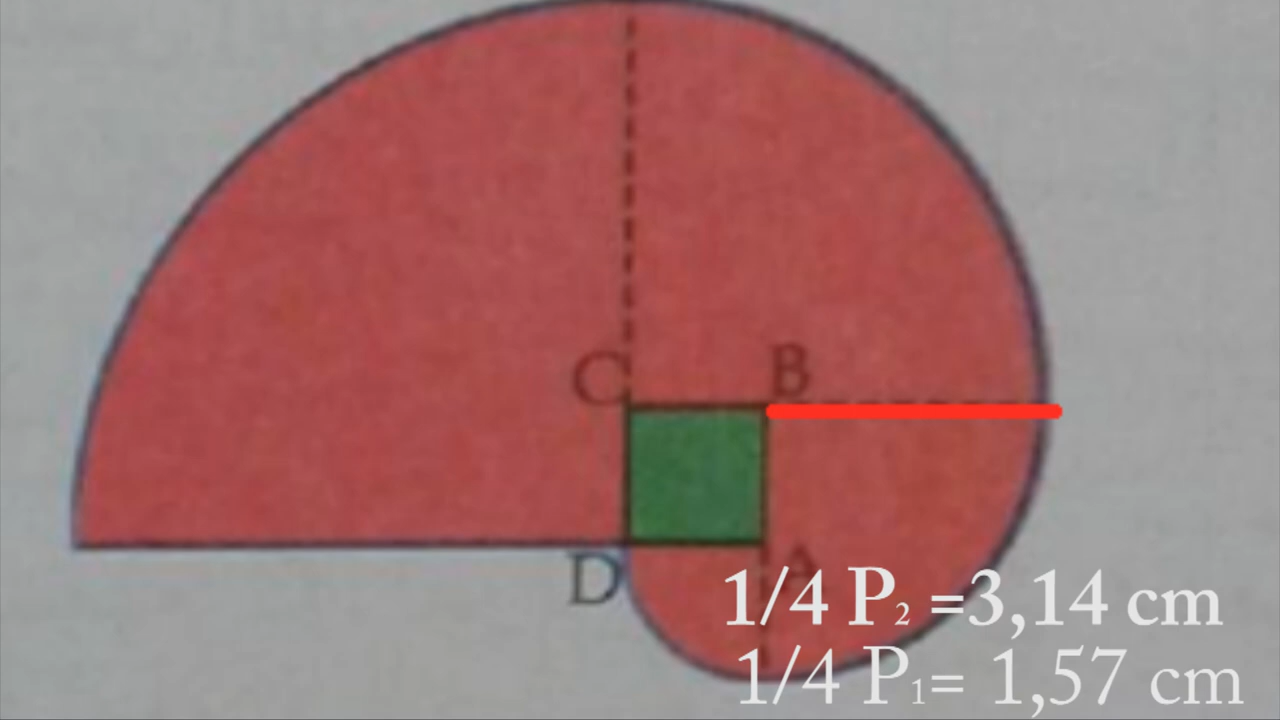 C B
D A
1/4 P₂ =3,14 cm
1/4 P₁= 1,57 cm